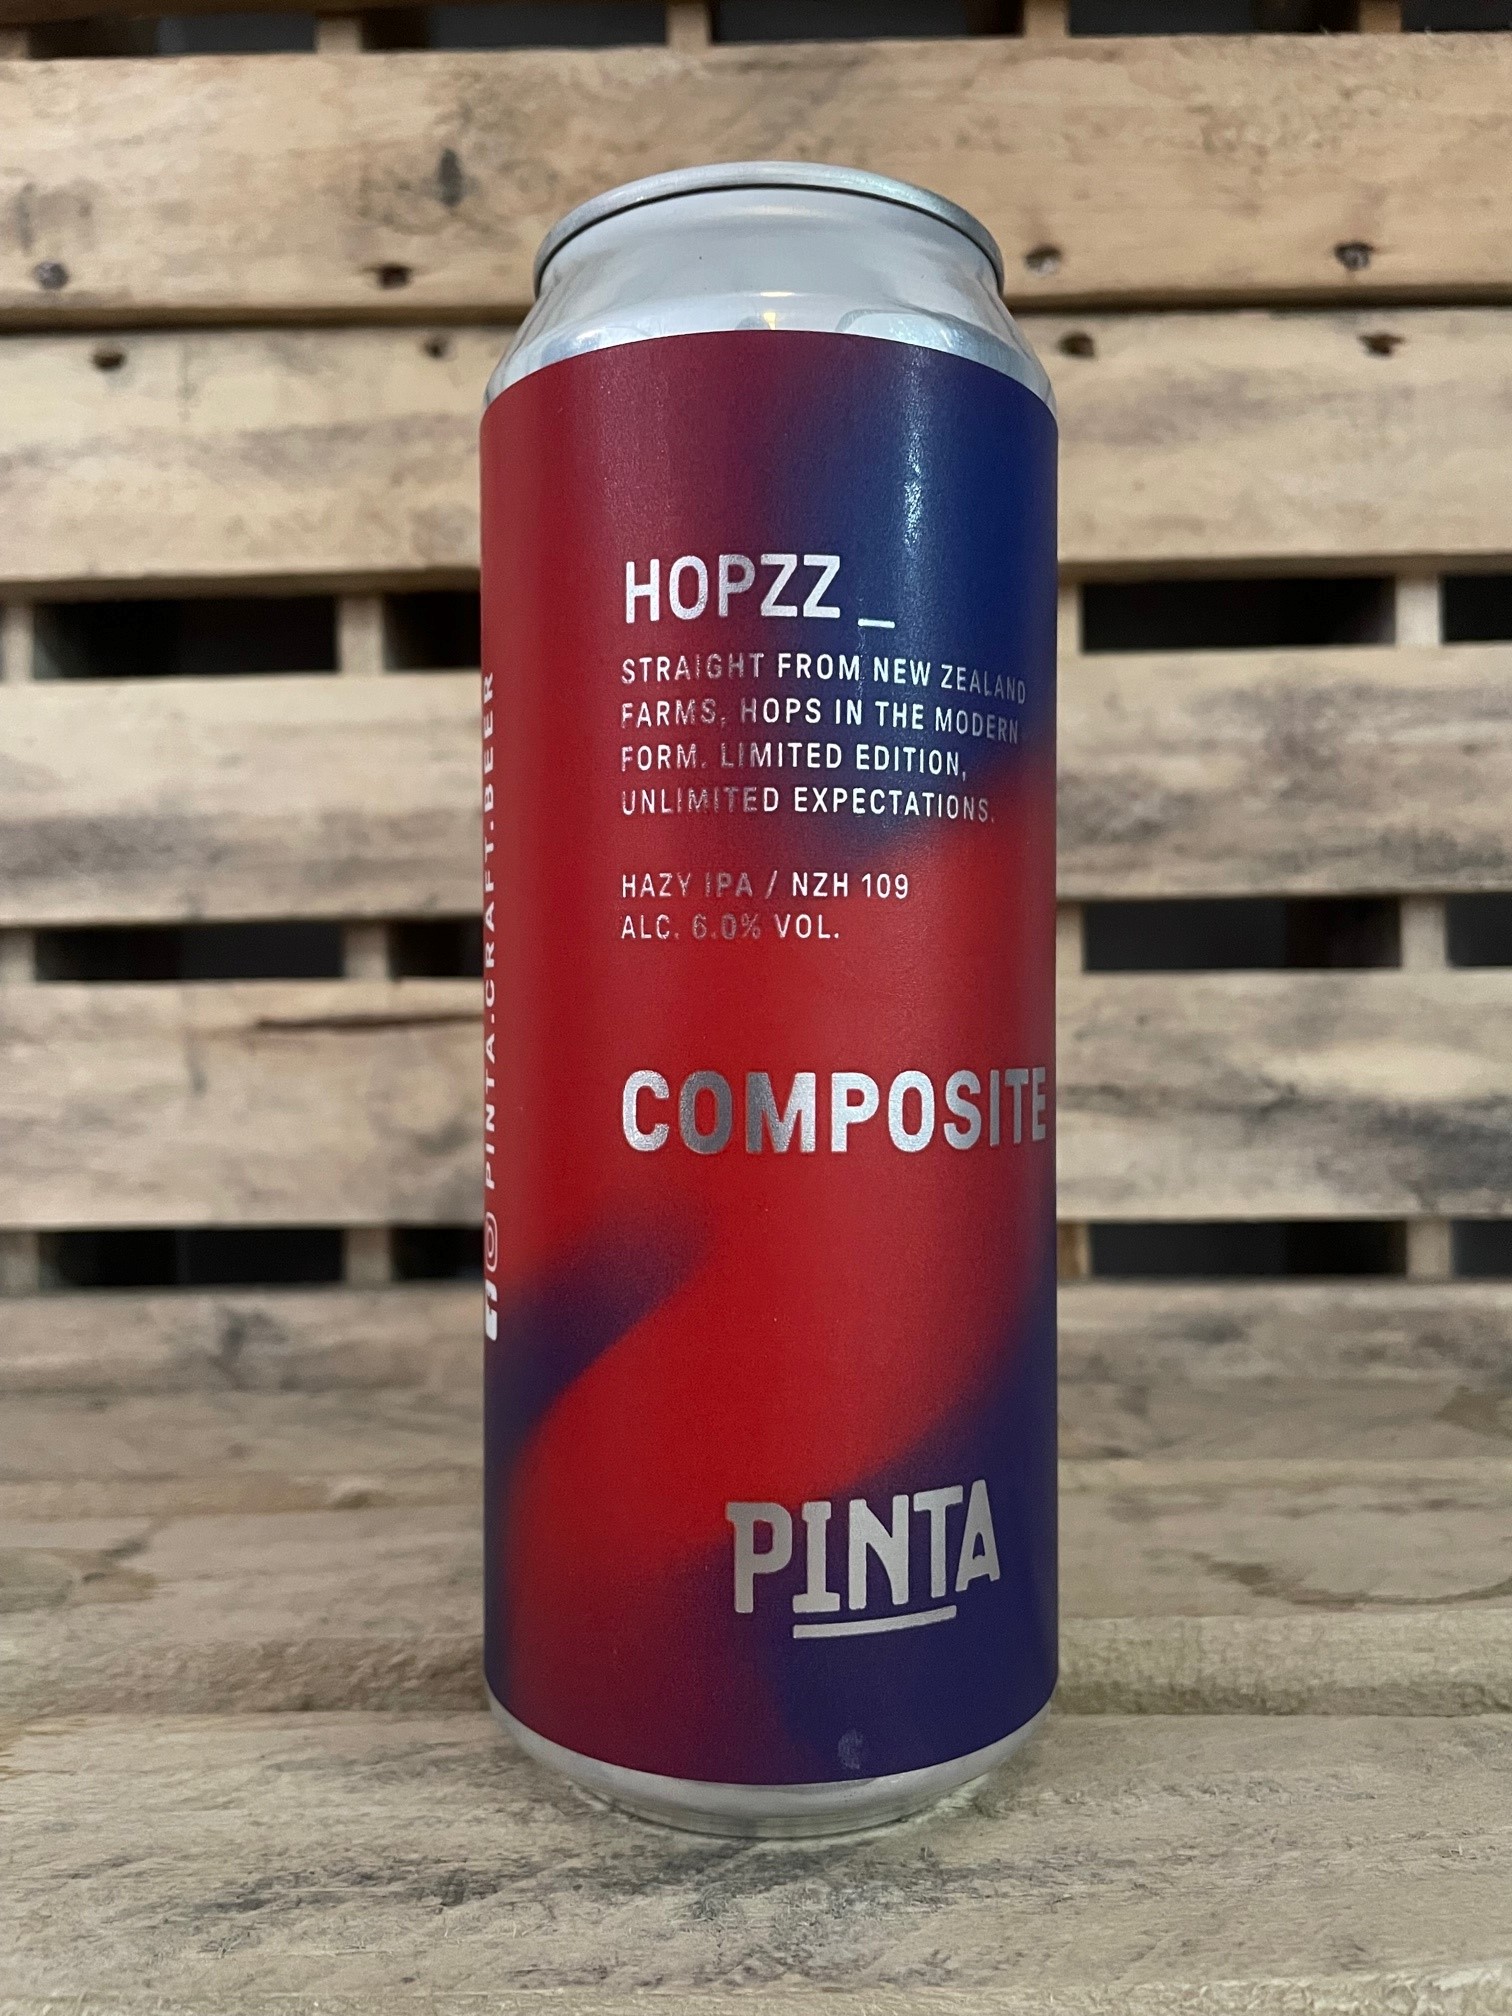 HOPZZ _
STRAIGHT FROM NEW ZEALAND
FARMS, HOPS IN THE MODERN
FORM. LIMITED EDITION,
UNLIMITED EXPECTATIONS.
HAZY IPA / NZH 109
ALC. 6.0% VOL.
COMPOSITE
PINTA
PINTA.CRAFT.BEER